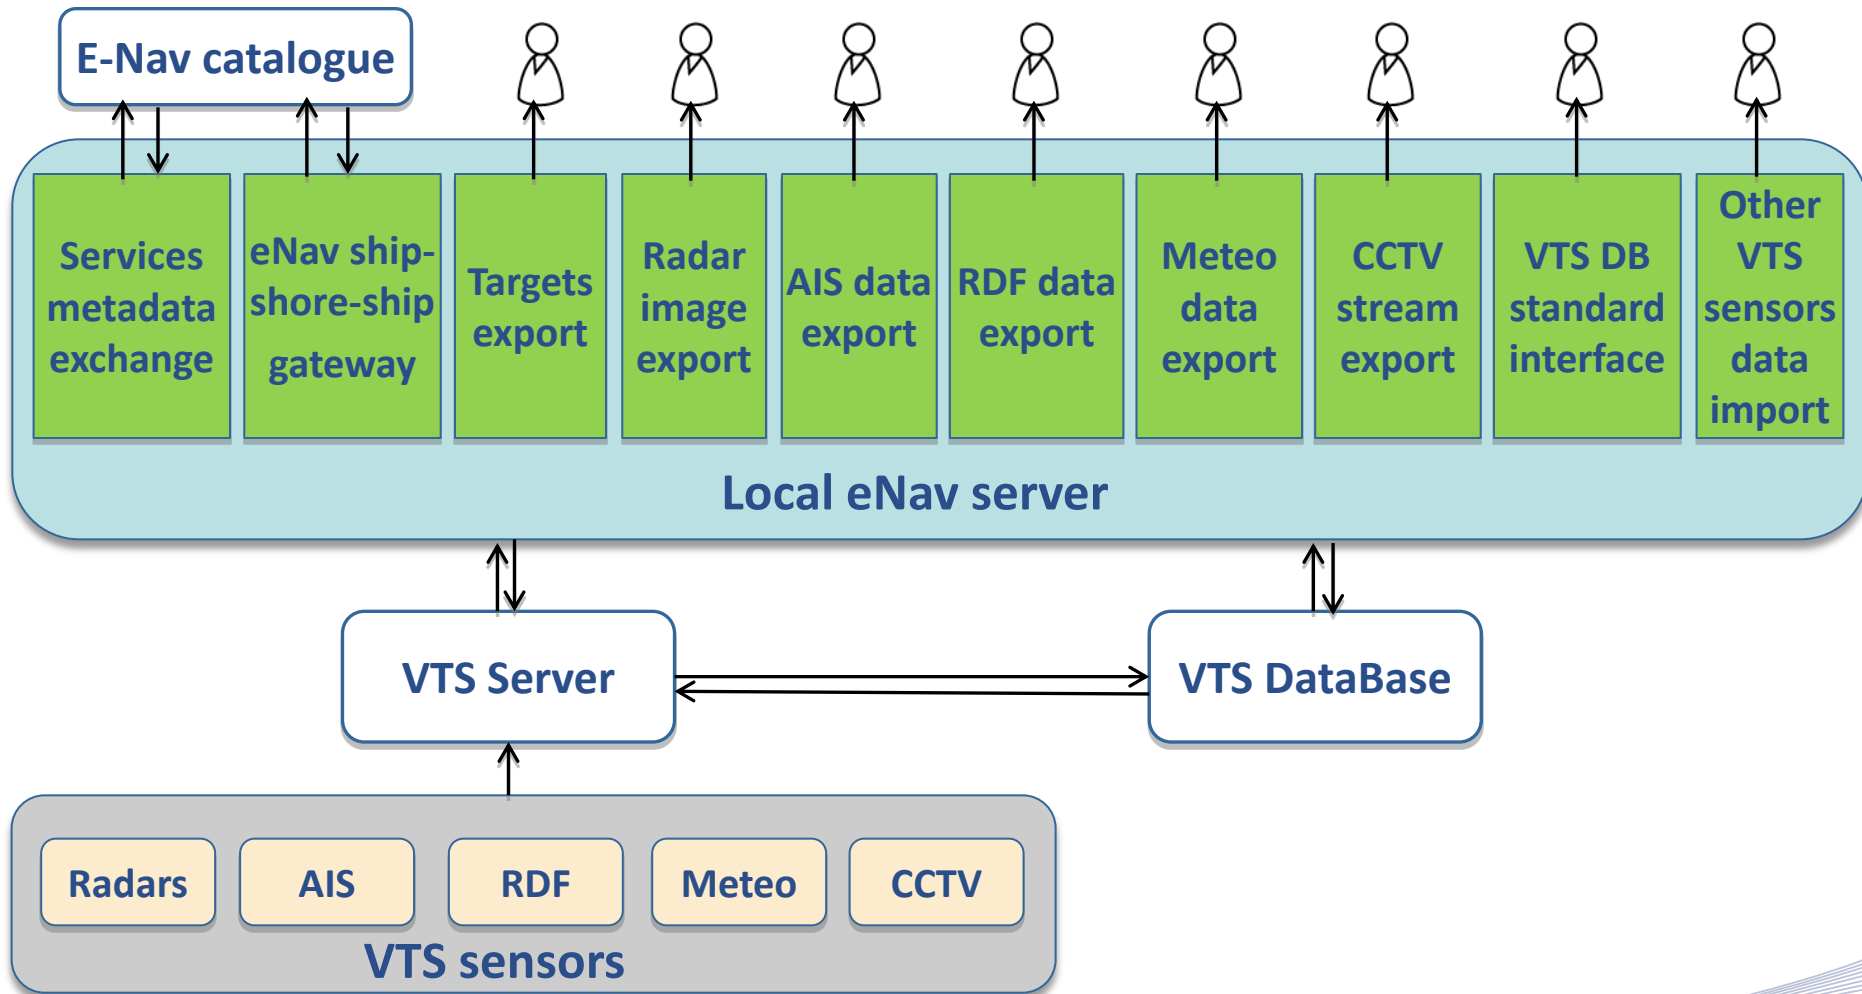 E-Nav catalogue
Services
metadata
exchange
eNav ship-
shore-ship
gateway
Targets
export
Radar
image
export
AIS data
export
RDF data
export
Meteo
data
export
CCTV
stream
export
VTS DB
standard
interface
Other
VTS
sensors
data
import
Local eNav server
VTS Server
VTS DataBase
Radars
AIS
RDF
Meteo
CCTV
VTS sensors